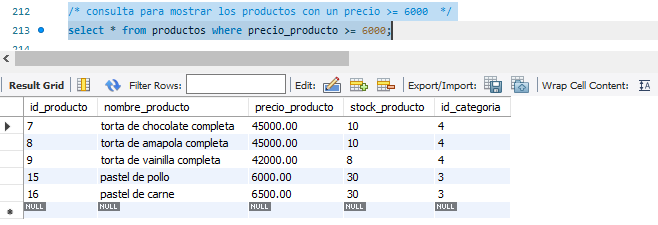 212 /* consulta para mostrar los productos con un precio >= 6000 */
213 select * from productos where precio_producto >= 6000;
214
Result Grid Filter Rows: Edit: Export/Import: Wrap Cell Content: IA
id_producto nombre_producto precio_producto stock_producto id_categoria
7 torta de chocolate completa 45000.00 10 4
8 torta de amapola completa 45000.00 10 4
9 torta de vainilla completa 42000.00 8 4
15 pastel de pollo 6000.00 30 3
16 pastel de carne 6500.00 30 3
NULL NULL NULL NULL NULL